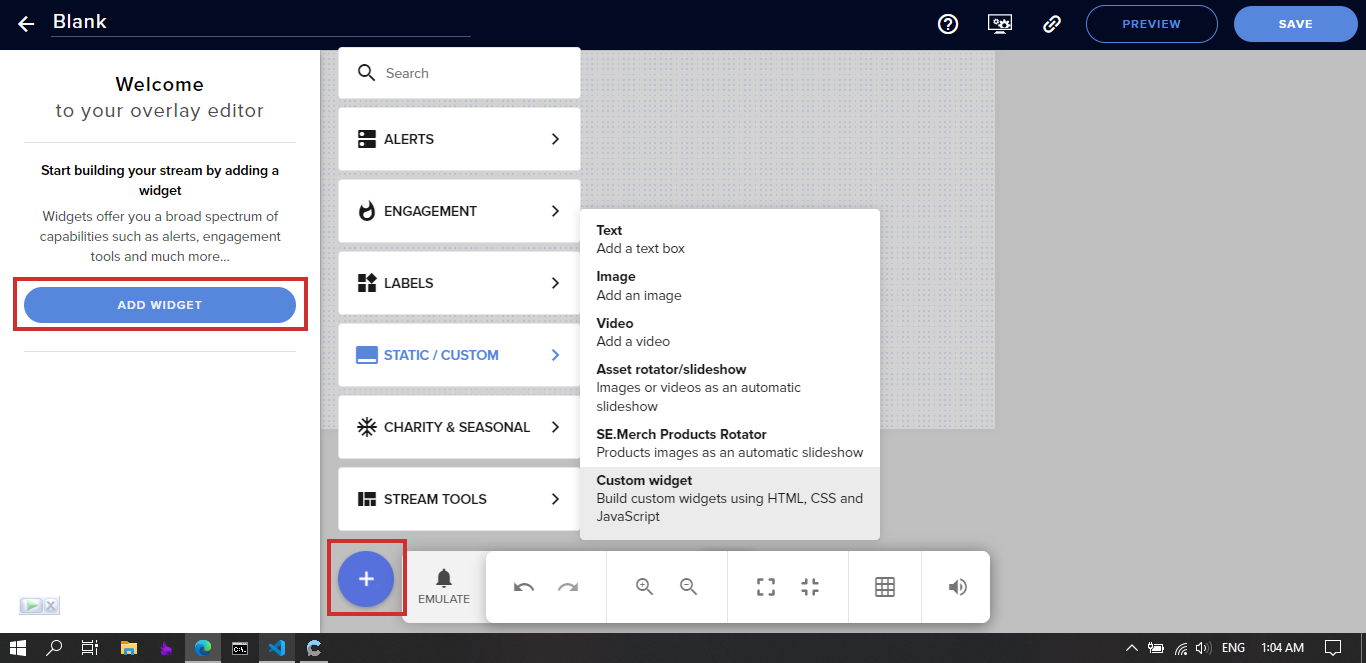 Blank
PREVIEW
SAVE
Welcome
to your overlay editor
Start building your stream by adding a
widget
Widgets offer you a broad spectrum of
capabilities such as alerts, engagement
tools and much more...
ADD WIDGET
Search
ALERTS
ENGAGEMENT
LABELS
STATIC / CUSTOM
CHARITY & SEASONAL
STREAM TOOLS
Text
Add a text box
Image
Add an image
Video
Add a video
Asset rotator/slideshow
Images or videos as an automatic
slideshow
SE.Merch Products Rotator
Products images as an automatic slideshow
Custom widget
Build custom widgets using HTML, CSS and
JavaScript
EMULATE
ENG
1:04 AM